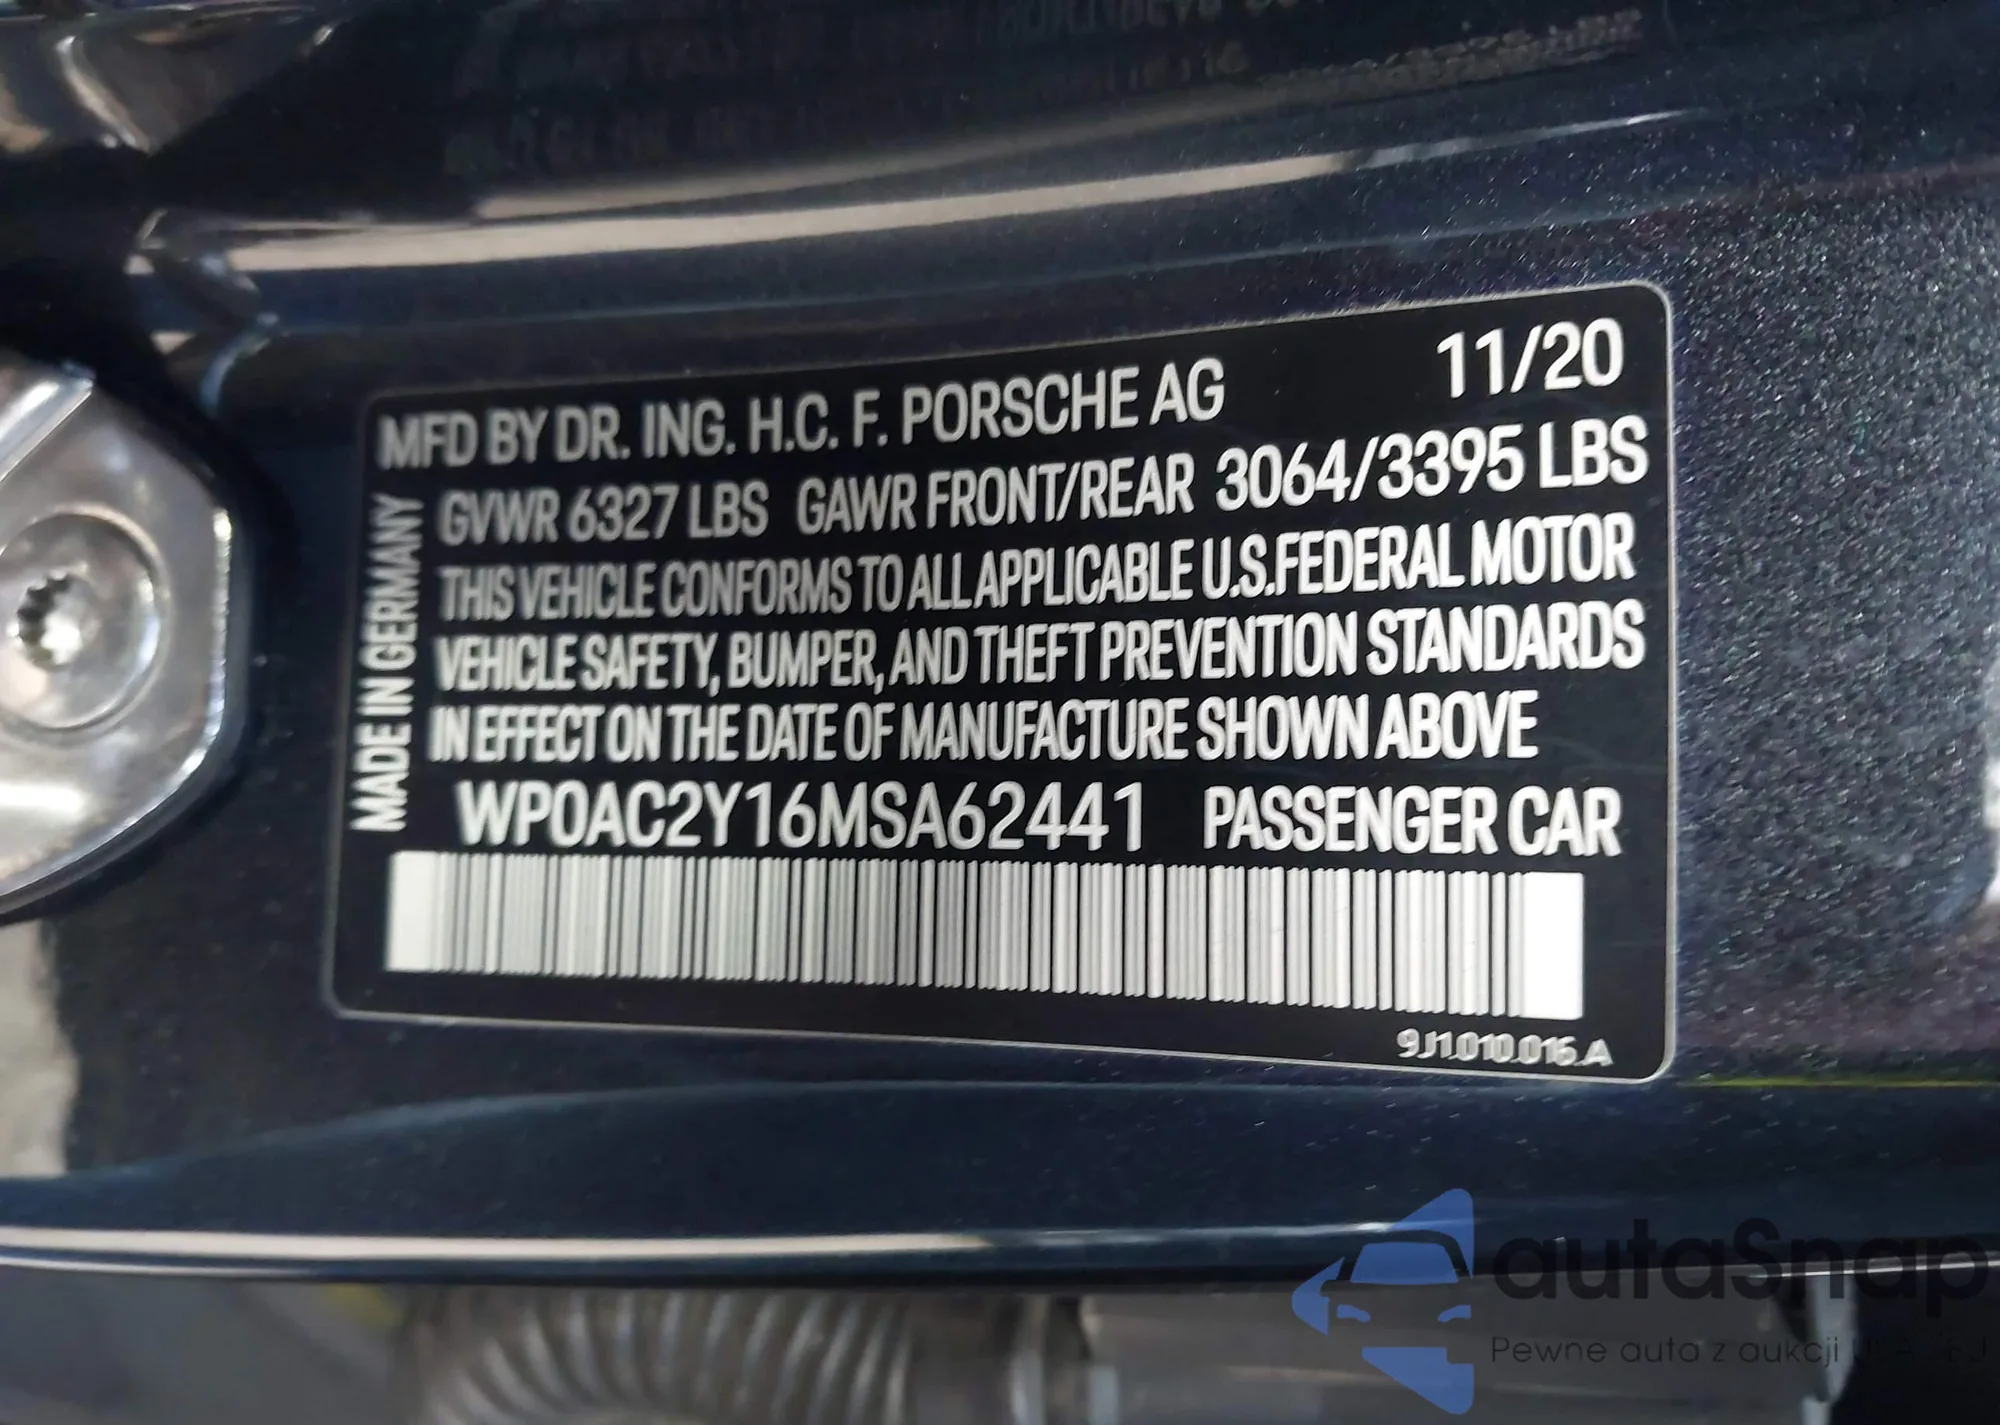 MFD BY DR. ING. H.C. F. PORSCHE AG 11/20
GVWR 6327 LBS GAWR FRONT/REAR 3064/3395 LBS
THIS VEHICLE CONFORMS TO ALL APPLICABLE U.S.FEDERAL MOTOR
VEHICLE SAFETY, BUMPER, AND THEFT PREVENTION STANDARDS
IN EFFECT ON THE DATE OF MANUFACTURE SHOWN ABOVE
WP0AC2Y16MSA62441 PASSENGER CAR
MADE IN GERMANY
9J1.010.016.A
autaSnap
Pewne auta z aukcji